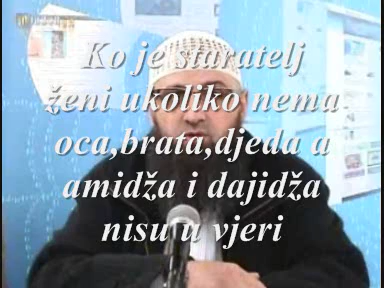 Ko je staratelj
ženi ukoliko nema
oca,brata,djeda a
amidža i dajidža
nisu u vjeri